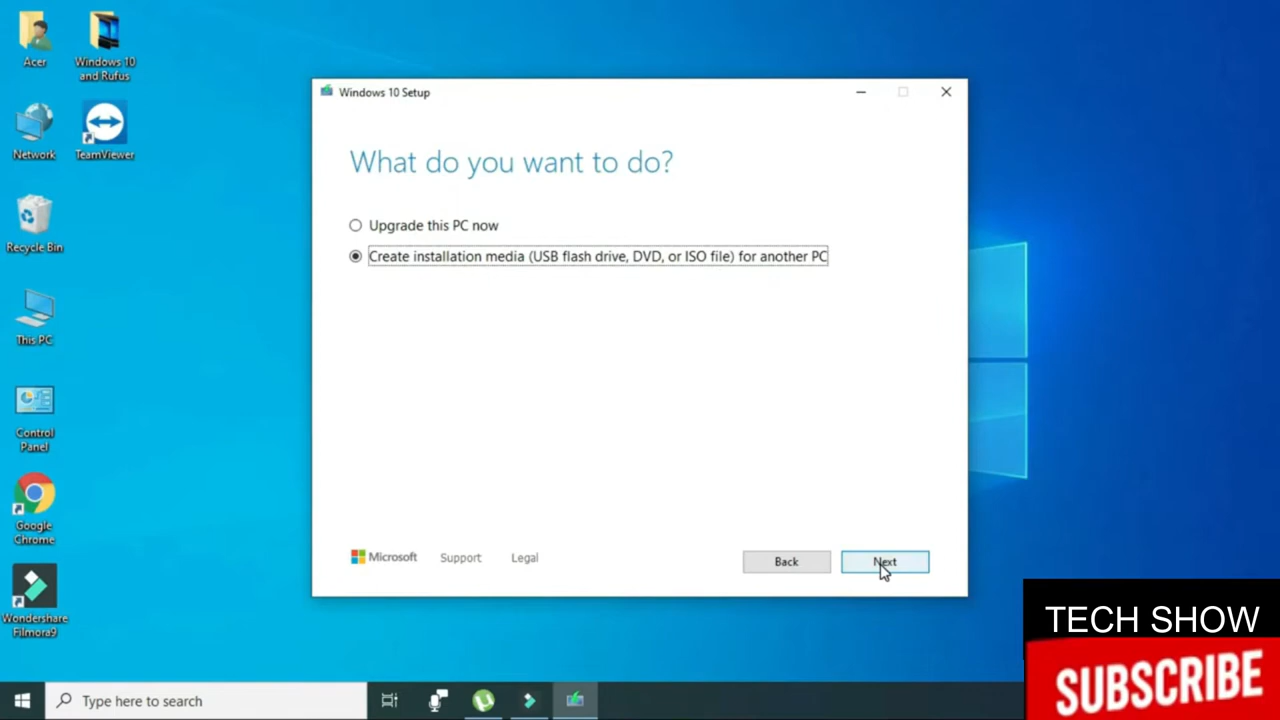 Acer
Windows 10
and Rufus
Network
TeamViewer
Recycle Bin
This PC
Control
Panel
Google
Chrome
Wondershare
Filmora9
Windows 10 Setup
What do you want to do?
Upgrade this PC now
Create installation media (USB flash drive, DVD, or ISO file) for another PC
Microsoft
Support
Legal
Back
Next
TECH SHOW
SUBSCRIBE
Type here to search